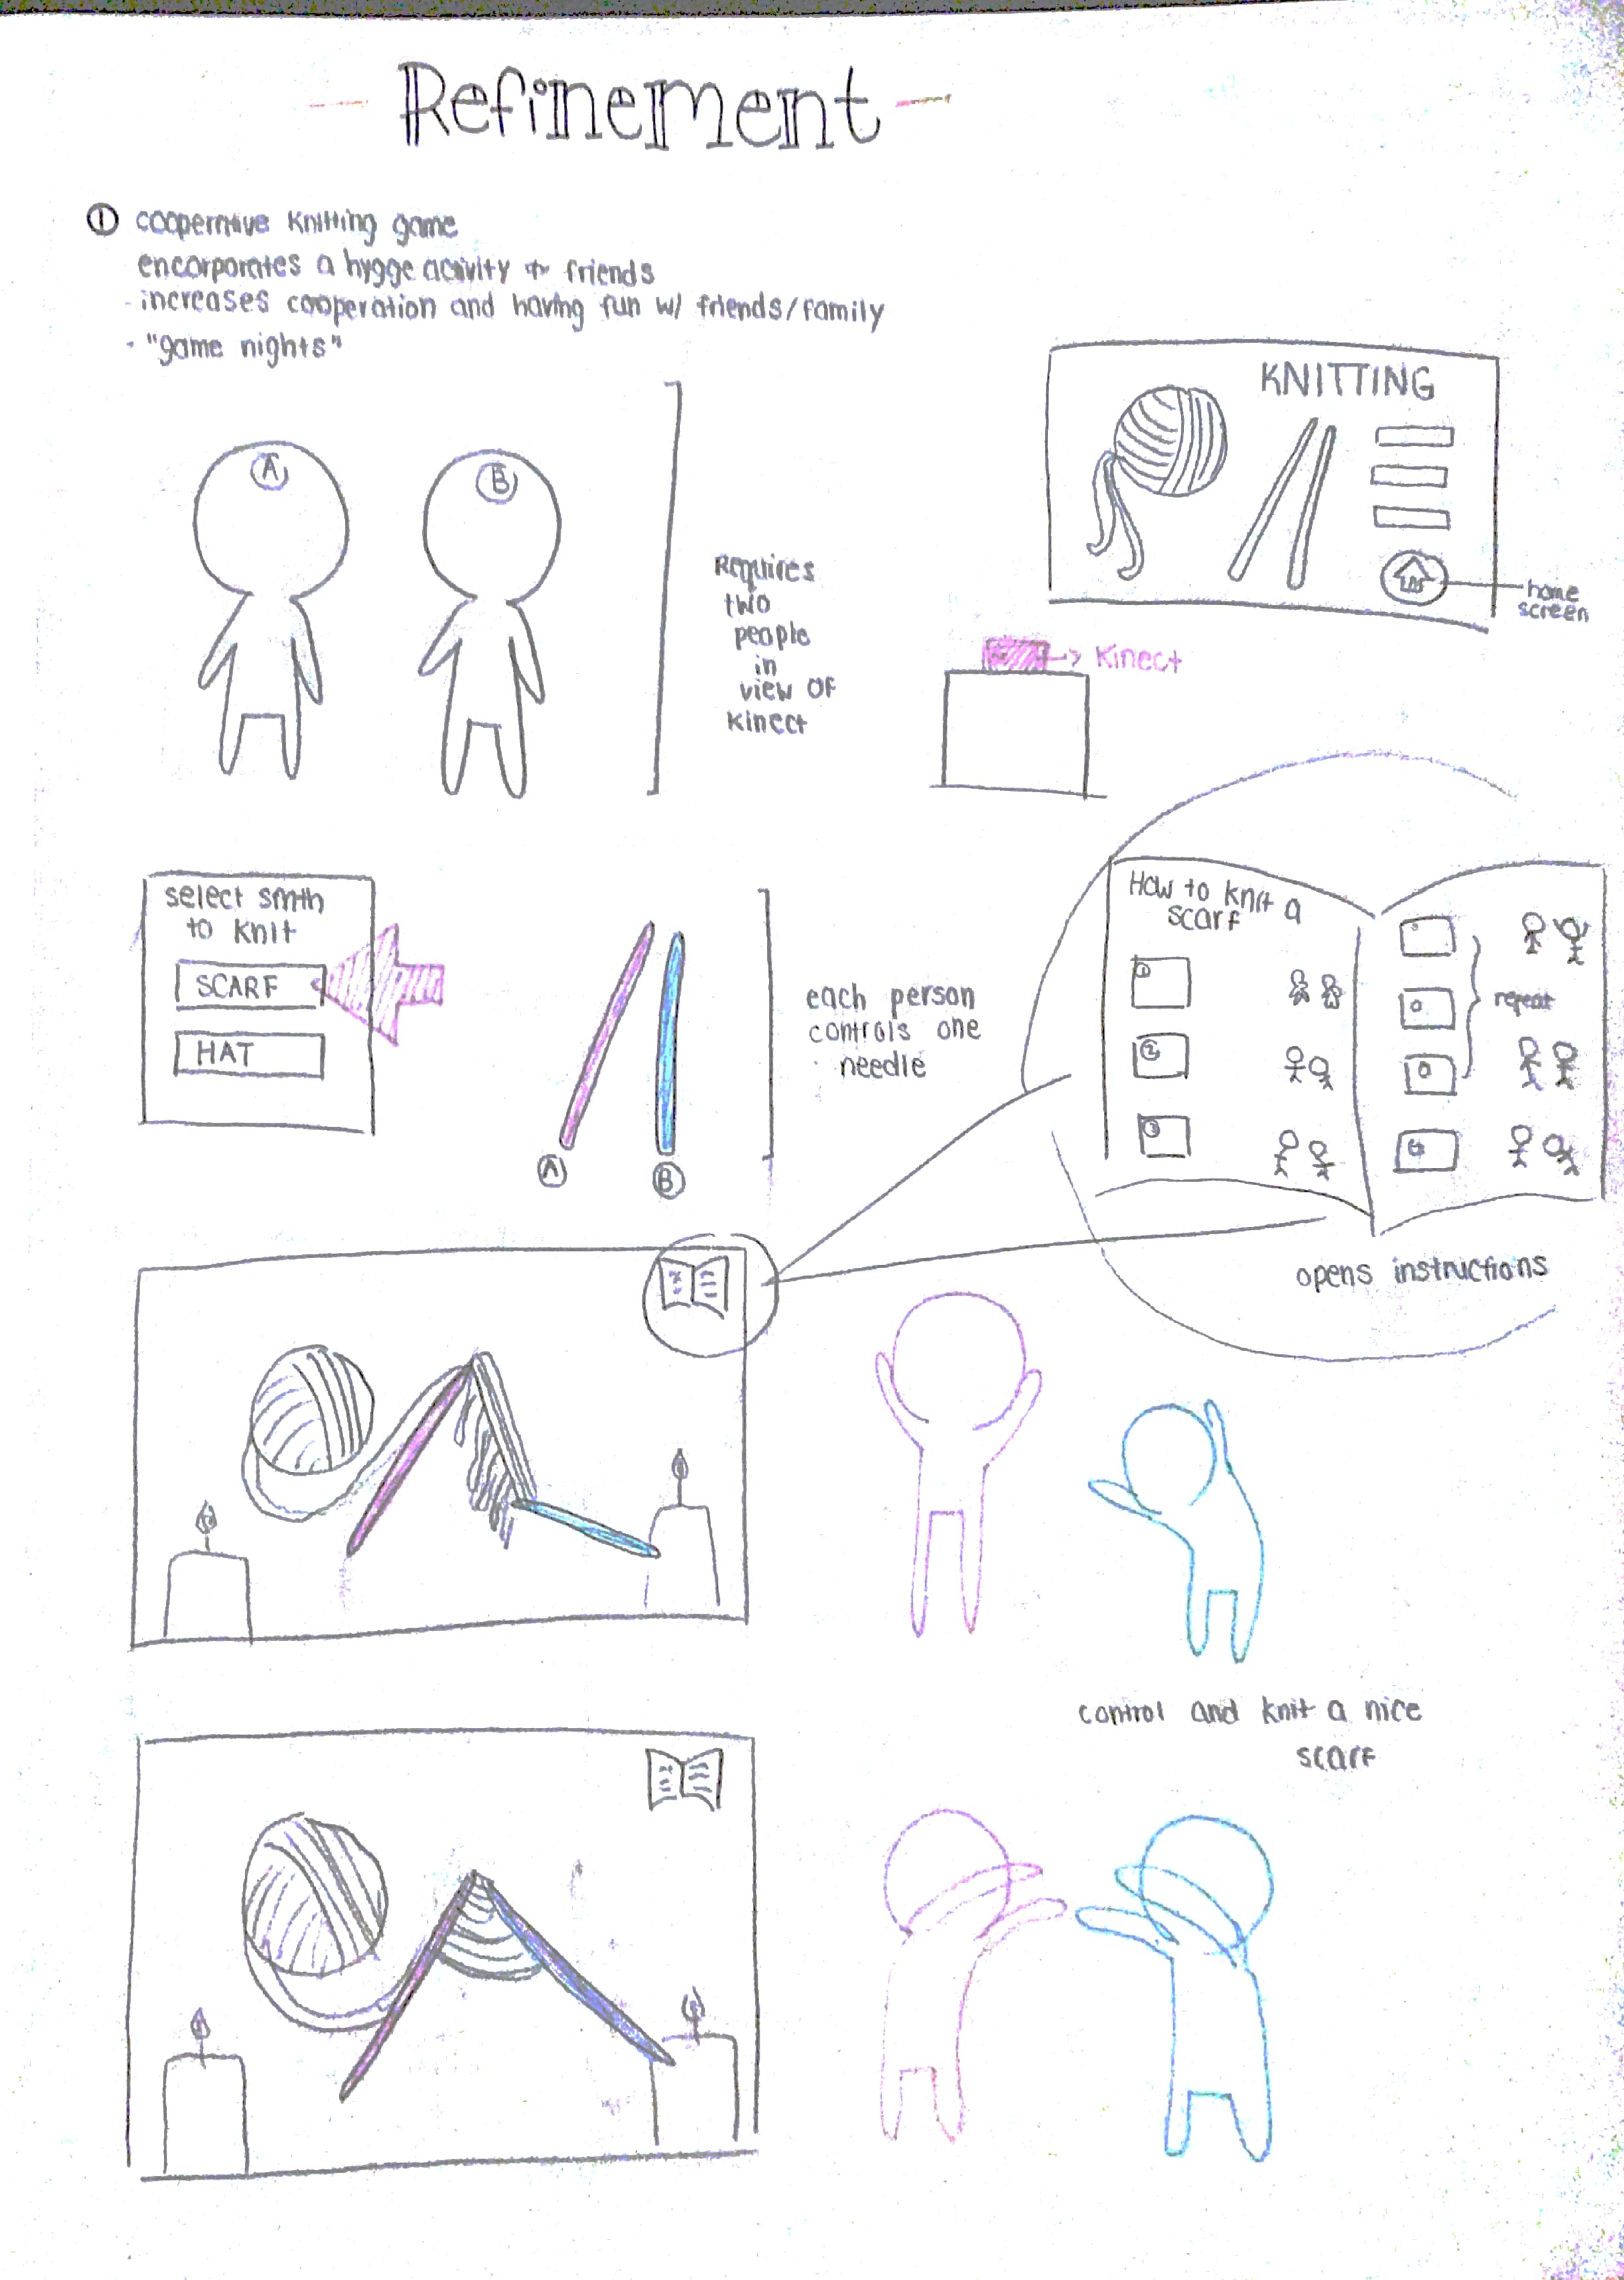 Refinement
① cooperative knitting game
encorporates a hygge activity + friends
- increases cooperation and having fun w/ friends/family
- "game nights"
A
B
Requires
two
people
in
view of
Kinect
KNITTING
home
screen
Kinect
select smth
to knit
SCARF
HAT
A
B
each person
controls one
needle
How to knit a
scarf
①
②
③
repeat
opens instructions
control and knit a nice
scarf